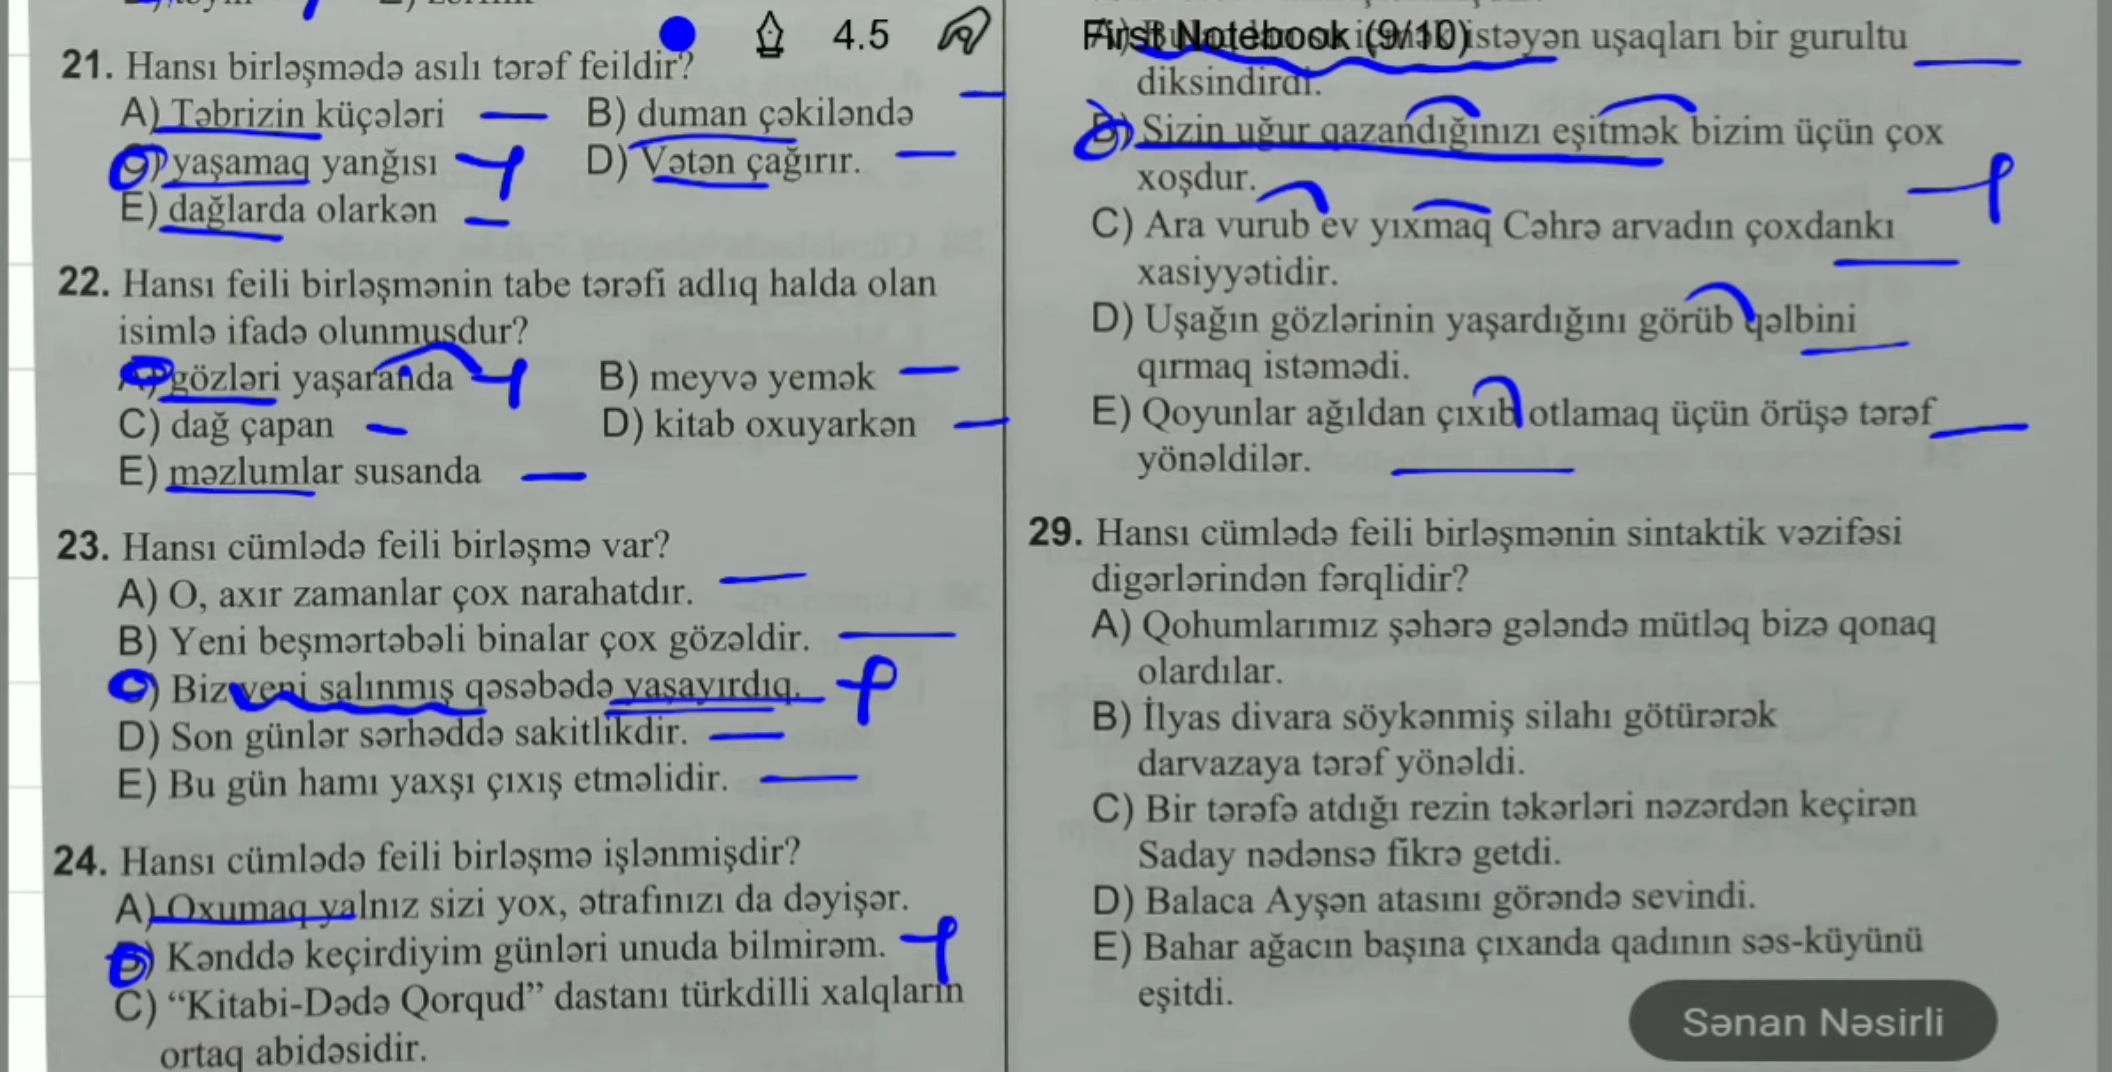 4.5
21. Hansı birləşmədə asılı tərəf feildir?
A) Təbrizin küçələri B) duman çəkiləndə
C) yaşamaq yanğısı D) Vətən çağırır.
E) dağlarda olarkən
22. Hansı feili birləşmənin tabe tərəfi adlıq halda olan
isimlə ifadə olunmuşdur?
A) gözləri yaşaranda B) meyvə yemək
C) dağ çapan D) kitab oxuyarkən
E) məzlumlar susanda
23. Hansı cümlədə feili birləşmə var?
A) O, axır zamanlar çox narahatdır.
B) Yeni beşmərtəbəli binalar çox gözəldir.
C) Biz yeni salınmış qəsəbədə yaşayırdıq.
D) Son günlər sərhəddə sakitlikdir.
E) Bu gün hamı yaxşı çıxış etməlidir.
24. Hansı cümlədə feili birləşmə işlənmişdir?
A) Oxumaq yalnız sizi yox, ətrafınızı da dəyişər.
B) Kənddə keçirdiyim günləri unuda bilmirəm.
C) “Kitabi-Dədə Qorqud” dastanı türkdilli xalqların
ortaq abidəsidir.
First Notebook (9/10)
istəyən uşaqları bir gurultu
diksindirdi.
B) Sizin uğur qazandığınızı eşitmək bizim üçün çox
xoşdur.
C) Ara vurub ev yıxmaq Cəhrə arvadın çoxdankı
xasiyyətidir.
D) Uşağın gözlərinin yaşardığını görüb qəlbini
qırmaq istəmədi.
E) Qoyunlar ağıldan çıxıb otlamaq üçün örüşə tərəf
yönəldilər.
29. Hansı cümlədə feili birləşmənin sintaktik vəzifəsi
digərlərindən fərqlidir?
A) Qohumlarımız şəhərə gələndə mütləq bizə qonaq
olardılar.
B) İlyas divara söykənmiş silahı götürərək
darvazaya tərəf yönəldi.
C) Bir tərəfə atdığı rezin təkərləri nəzərdən keçirən
Saday nədənsə fikrə getdi.
D) Balaca Ayşən atasını görəndə sevindi.
E) Bahar ağacın başına çıxanda qadının səs-küyünü
eşitdi.
Sənan Nəsirli